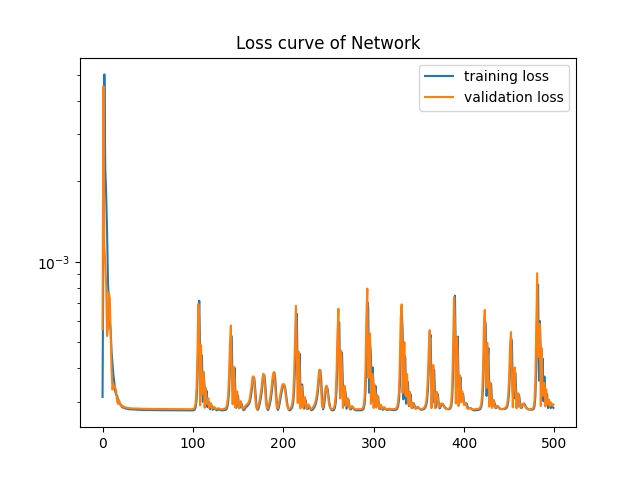 Loss curve of Network
training loss
validation loss
10⁻³
0 100 200 300 400 500